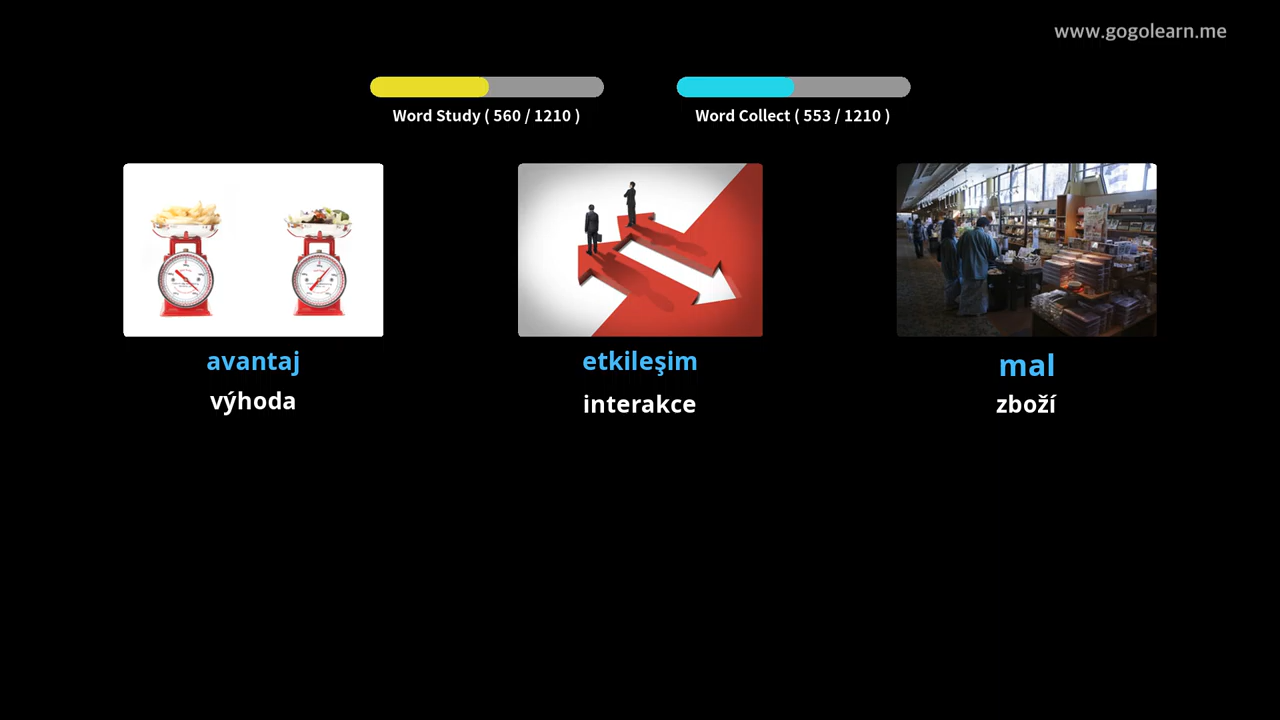 www.gogolearn.me
Word Study ( 560 / 1210 )
Word Collect ( 553 / 1210 )
avantaj
etkileşim
mal
výhoda
interakce
zboží